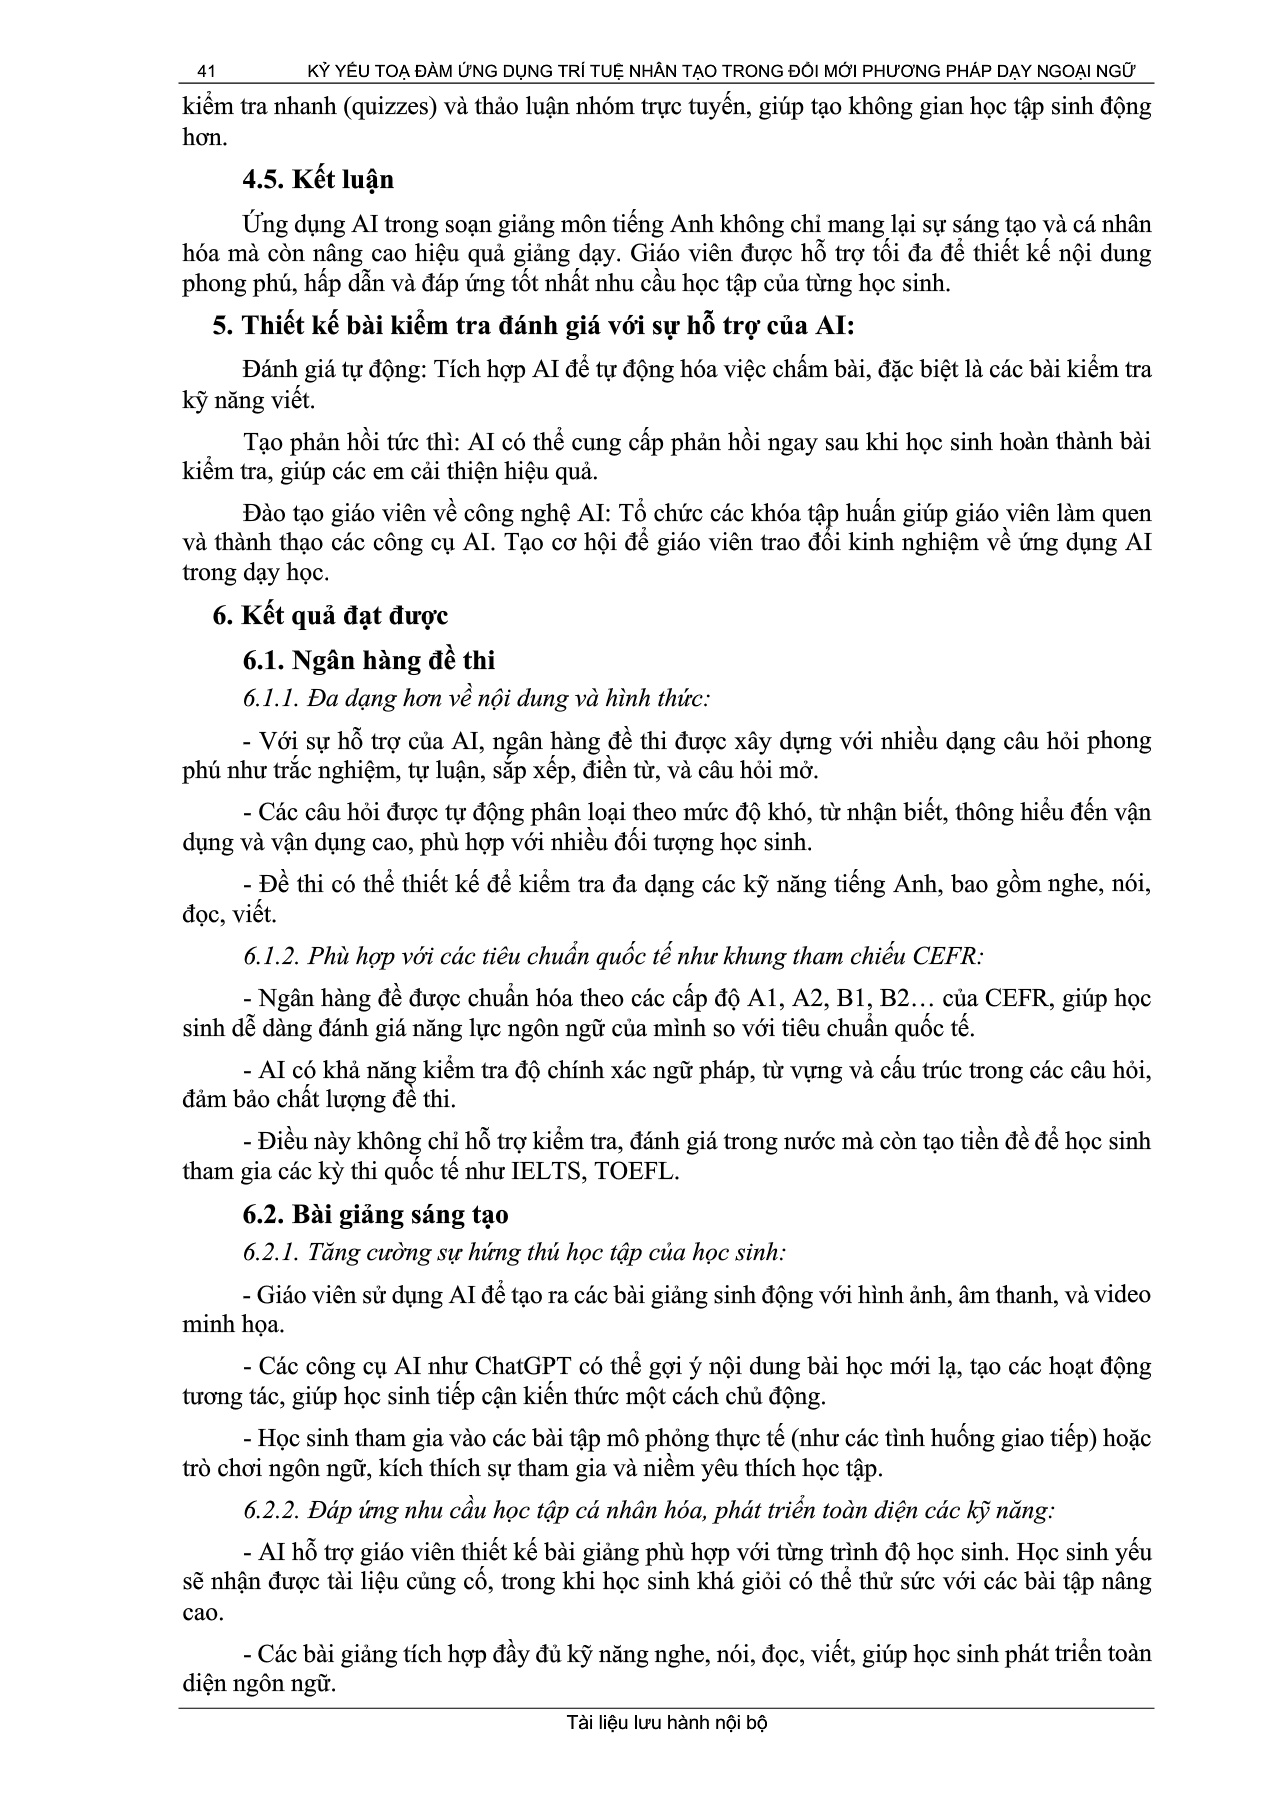 41 KỶ YẾU TOẠ ĐÀM ỨNG DỤNG TRÍ TUỆ NHÂN TẠO TRONG ĐỔI MỚI PHƯƠNG PHÁP DẠY NGOẠI NGỮ
kiểm tra nhanh (quizzes) và thảo luận nhóm trực tuyến, giúp tạo không gian học tập sinh động
hơn.
4.5. Kết luận
Ứng dụng AI trong soạn giảng môn tiếng Anh không chỉ mang lại sự sáng tạo và cá nhân
hóa mà còn nâng cao hiệu quả giảng dạy. Giáo viên được hỗ trợ tối đa để thiết kế nội dung
phong phú, hấp dẫn và đáp ứng tốt nhất nhu cầu học tập của từng học sinh.
5. Thiết kế bài kiểm tra đánh giá với sự hỗ trợ của AI:
Đánh giá tự động: Tích hợp AI để tự động hóa việc chấm bài, đặc biệt là các bài kiểm tra
kỹ năng viết.
Tạo phản hồi tức thì: AI có thể cung cấp phản hồi ngay sau khi học sinh hoàn thành bài
kiểm tra, giúp các em cải thiện hiệu quả.
Đào tạo giáo viên về công nghệ AI: Tổ chức các khóa tập huấn giúp giáo viên làm quen
và thành thạo các công cụ AI. Tạo cơ hội để giáo viên trao đổi kinh nghiệm về ứng dụng AI
trong dạy học.
6. Kết quả đạt được
6.1. Ngân hàng đề thi
6.1.1. Đa dạng hơn về nội dung và hình thức:
- Với sự hỗ trợ của AI, ngân hàng đề thi được xây dựng với nhiều dạng câu hỏi phong
phú như trắc nghiệm, tự luận, sắp xếp, điền từ, và câu hỏi mở.
- Các câu hỏi được tự động phân loại theo mức độ khó, từ nhận biết, thông hiểu đến vận
dụng và vận dụng cao, phù hợp với nhiều đối tượng học sinh.
- Đề thi có thể thiết kế để kiểm tra đa dạng các kỹ năng tiếng Anh, bao gồm nghe, nói,
đọc, viết.
6.1.2. Phù hợp với các tiêu chuẩn quốc tế như khung tham chiếu CEFR:
- Ngân hàng đề được chuẩn hóa theo các cấp độ A1, A2, B1, B2… của CEFR, giúp học
sinh dễ dàng đánh giá năng lực ngôn ngữ của mình so với tiêu chuẩn quốc tế.
- AI có khả năng kiểm tra độ chính xác ngữ pháp, từ vựng và cấu trúc trong các câu hỏi,
đảm bảo chất lượng đề thi.
- Điều này không chỉ hỗ trợ kiểm tra, đánh giá trong nước mà còn tạo tiền đề để học sinh
tham gia các kỳ thi quốc tế như IELTS, TOEFL.
6.2. Bài giảng sáng tạo
6.2.1. Tăng cường sự hứng thú học tập của học sinh:
- Giáo viên sử dụng AI để tạo ra các bài giảng sinh động với hình ảnh, âm thanh, và video
minh họa.
- Các công cụ AI như ChatGPT có thể gợi ý nội dung bài học mới lạ, tạo các hoạt động
tương tác, giúp học sinh tiếp cận kiến thức một cách chủ động.
- Học sinh tham gia vào các bài tập mô phỏng thực tế (như các tình huống giao tiếp) hoặc
trò chơi ngôn ngữ, kích thích sự tham gia và niềm yêu thích học tập.
6.2.2. Đáp ứng nhu cầu học tập cá nhân hóa, phát triển toàn diện các kỹ năng:
- AI hỗ trợ giáo viên thiết kế bài giảng phù hợp với từng trình độ học sinh. Học sinh yếu
sẽ nhận được tài liệu củng cố, trong khi học sinh khá giỏi có thể thử sức với các bài tập nâng
cao.
- Các bài giảng tích hợp đầy đủ kỹ năng nghe, nói, đọc, viết, giúp học sinh phát triển toàn
diện ngôn ngữ.
Tài liệu lưu hành nội bộ